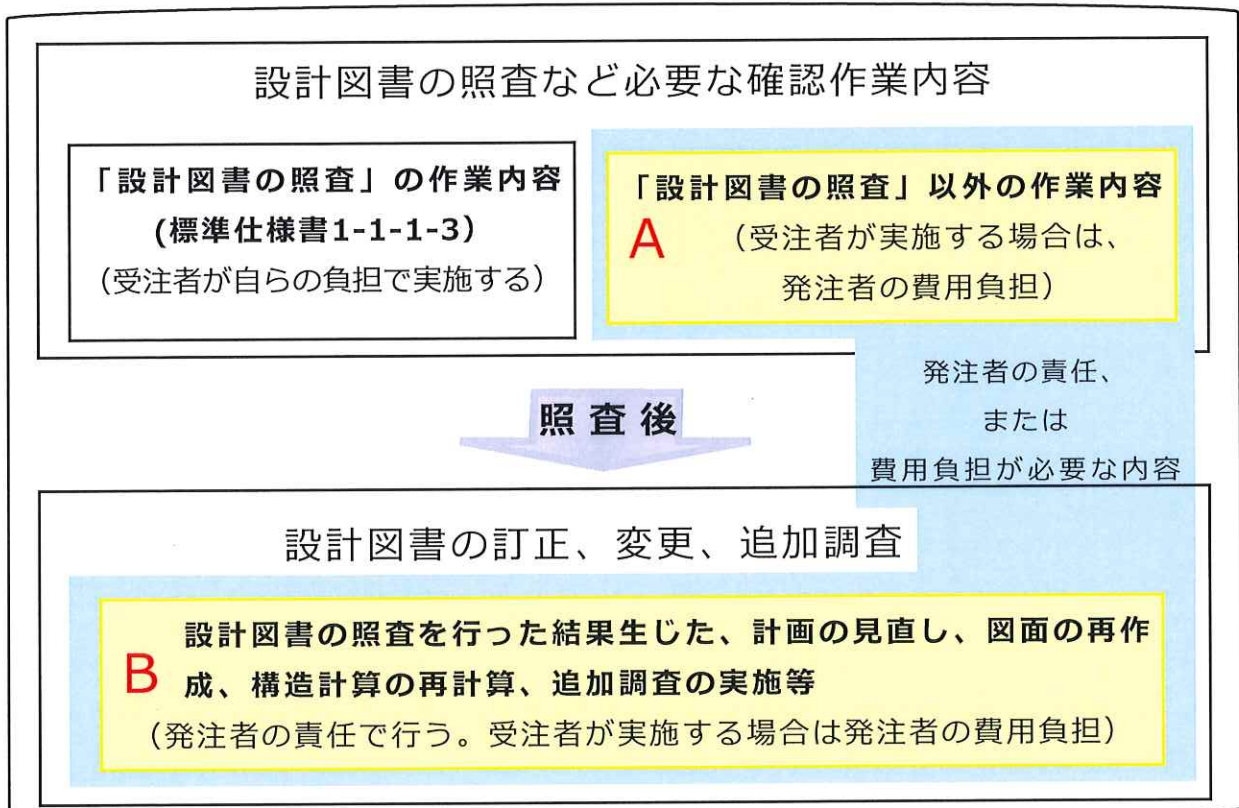 設計図書の照査など必要な確認作業内容
「設計図書の照査」の作業内容
(標準仕様書1-1-1-3)
（受注者が自らの負担で実施する）
「設計図書の照査」以外の作業内容
A （受注者が実施する場合は、
発注者の費用負担）
照査後
発注者の責任、
または
費用負担が必要な内容
設計図書の訂正、変更、追加調査
B 設計図書の照査を行った結果生じた、計画の見直し、図面の再作
成、構造計算の再計算、追加調査の実施等
（発注者の責任で行う。受注者が実施する場合は発注者の費用負担）